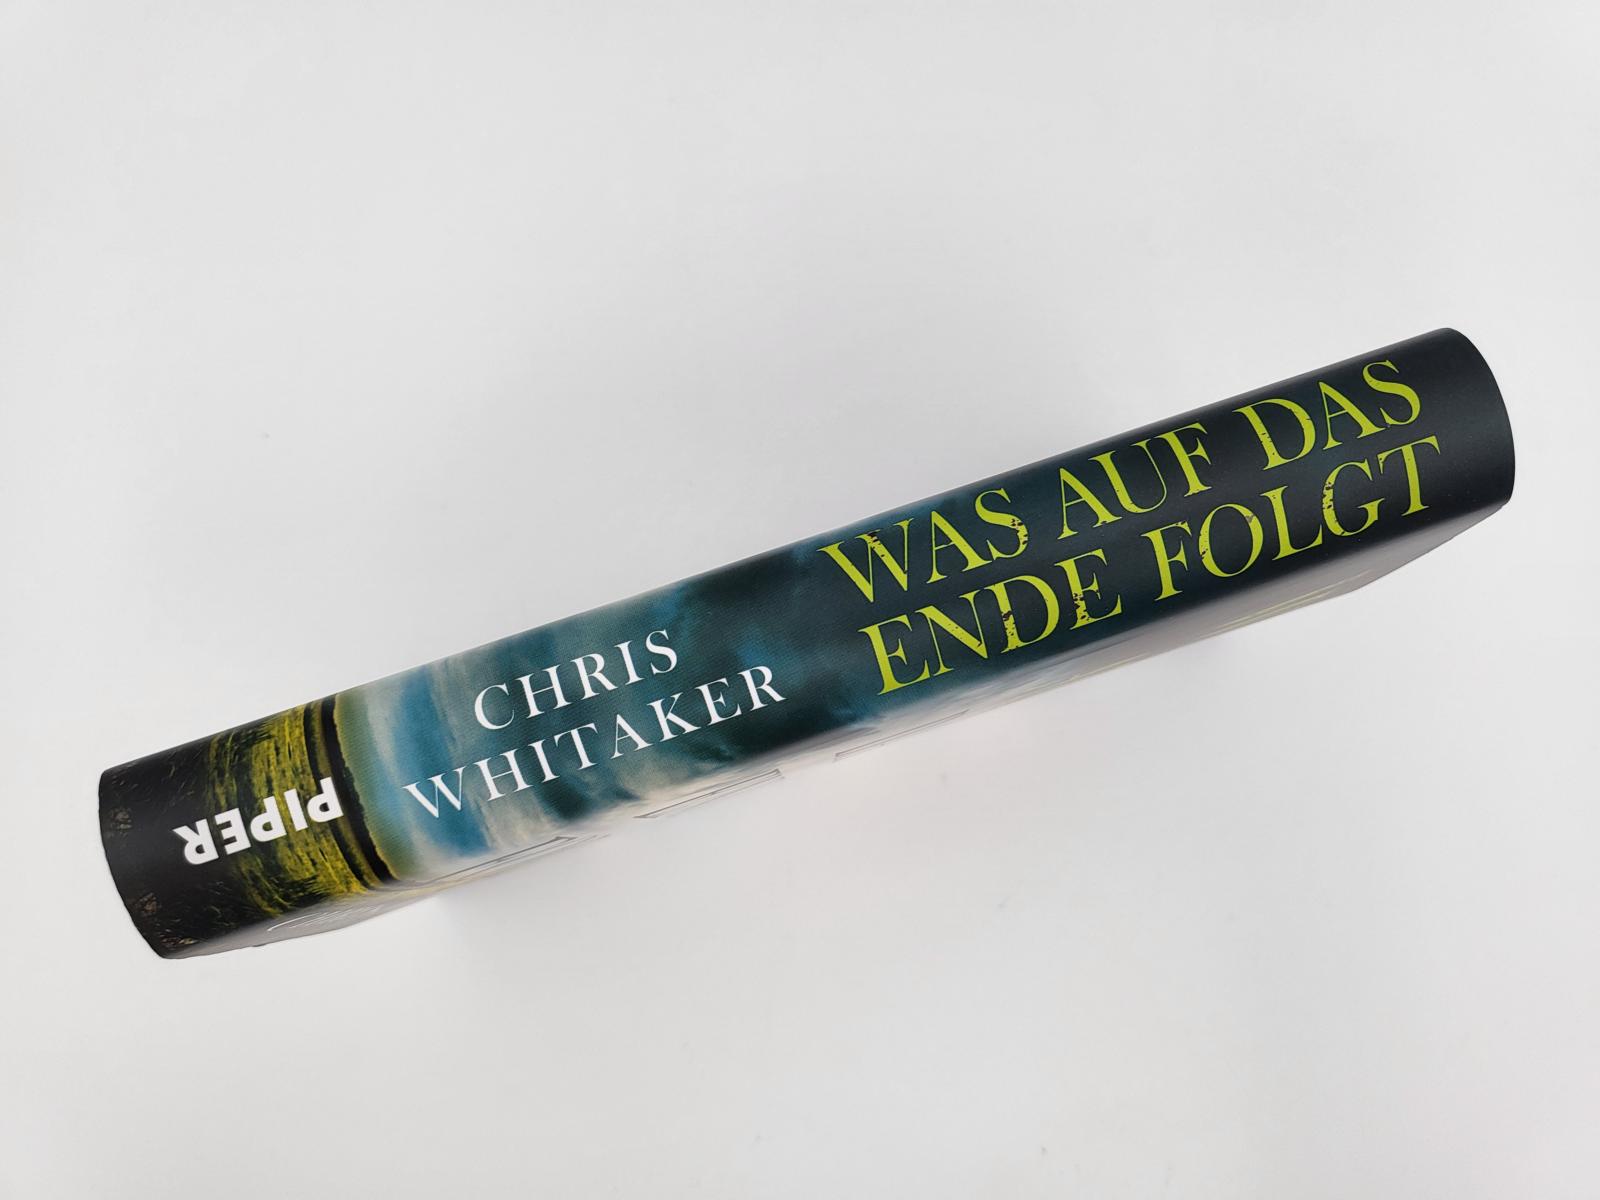 WAS AUF DAS
ENDE FOLGT
CHRIS
WHITAKER
PIPER